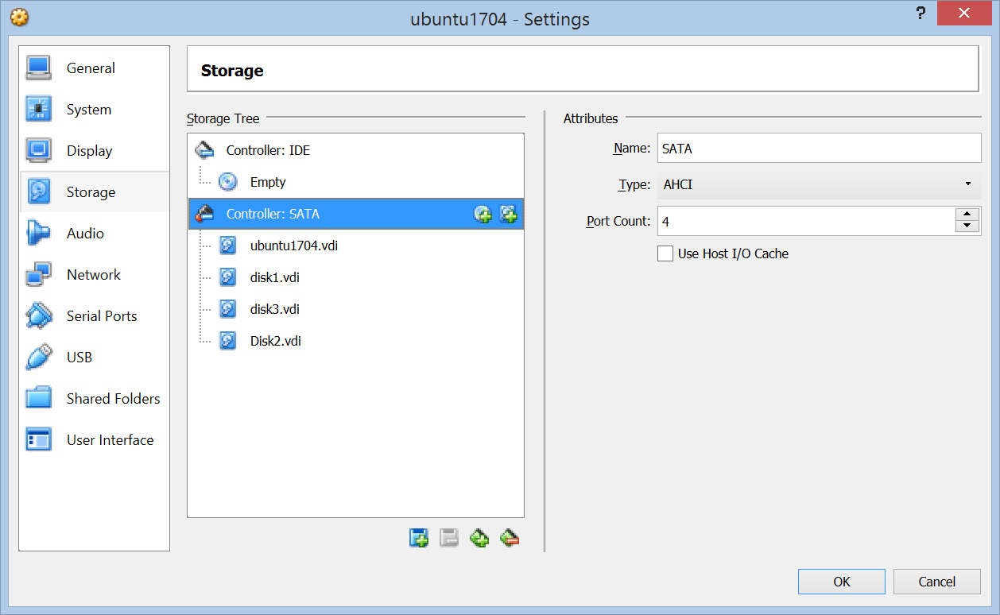 ubuntu1704 - Settings
?
General
System
Display
Storage
Audio
Network
Serial Ports
USB
Shared Folders
User Interface
Storage
Storage Tree
Controller: IDE
Empty
Controller: SATA
ubuntu1704.vdi
disk1.vdi
disk3.vdi
Disk2.vdi
Attributes
Name: SATA
Type: AHCI
Port Count: 4
Use Host I/O Cache
OK Cancel